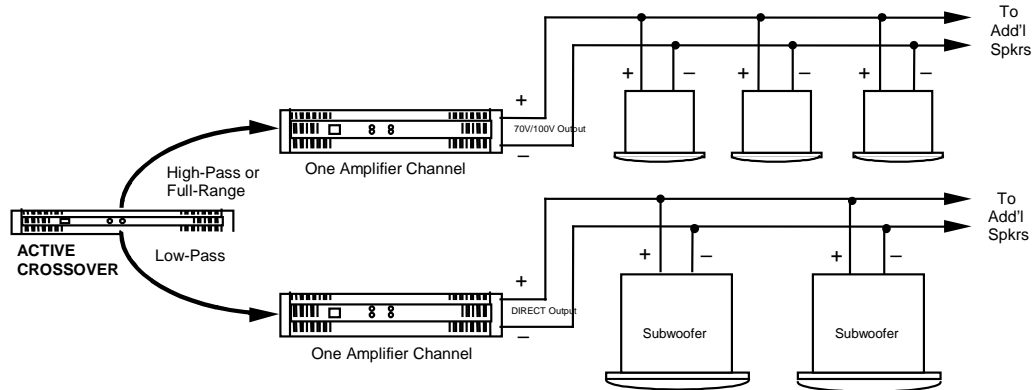 To
Add'l
Spkrs
+ – + – + –
+
70V/100V Output
–
One Amplifier Channel
High-Pass or
Full-Range
ACTIVE
CROSSOVER
Low-Pass
To
Add'l
Spkrs
+ – + –
+
DIRECT Output
–
Subwoofer Subwoofer
One Amplifier Channel